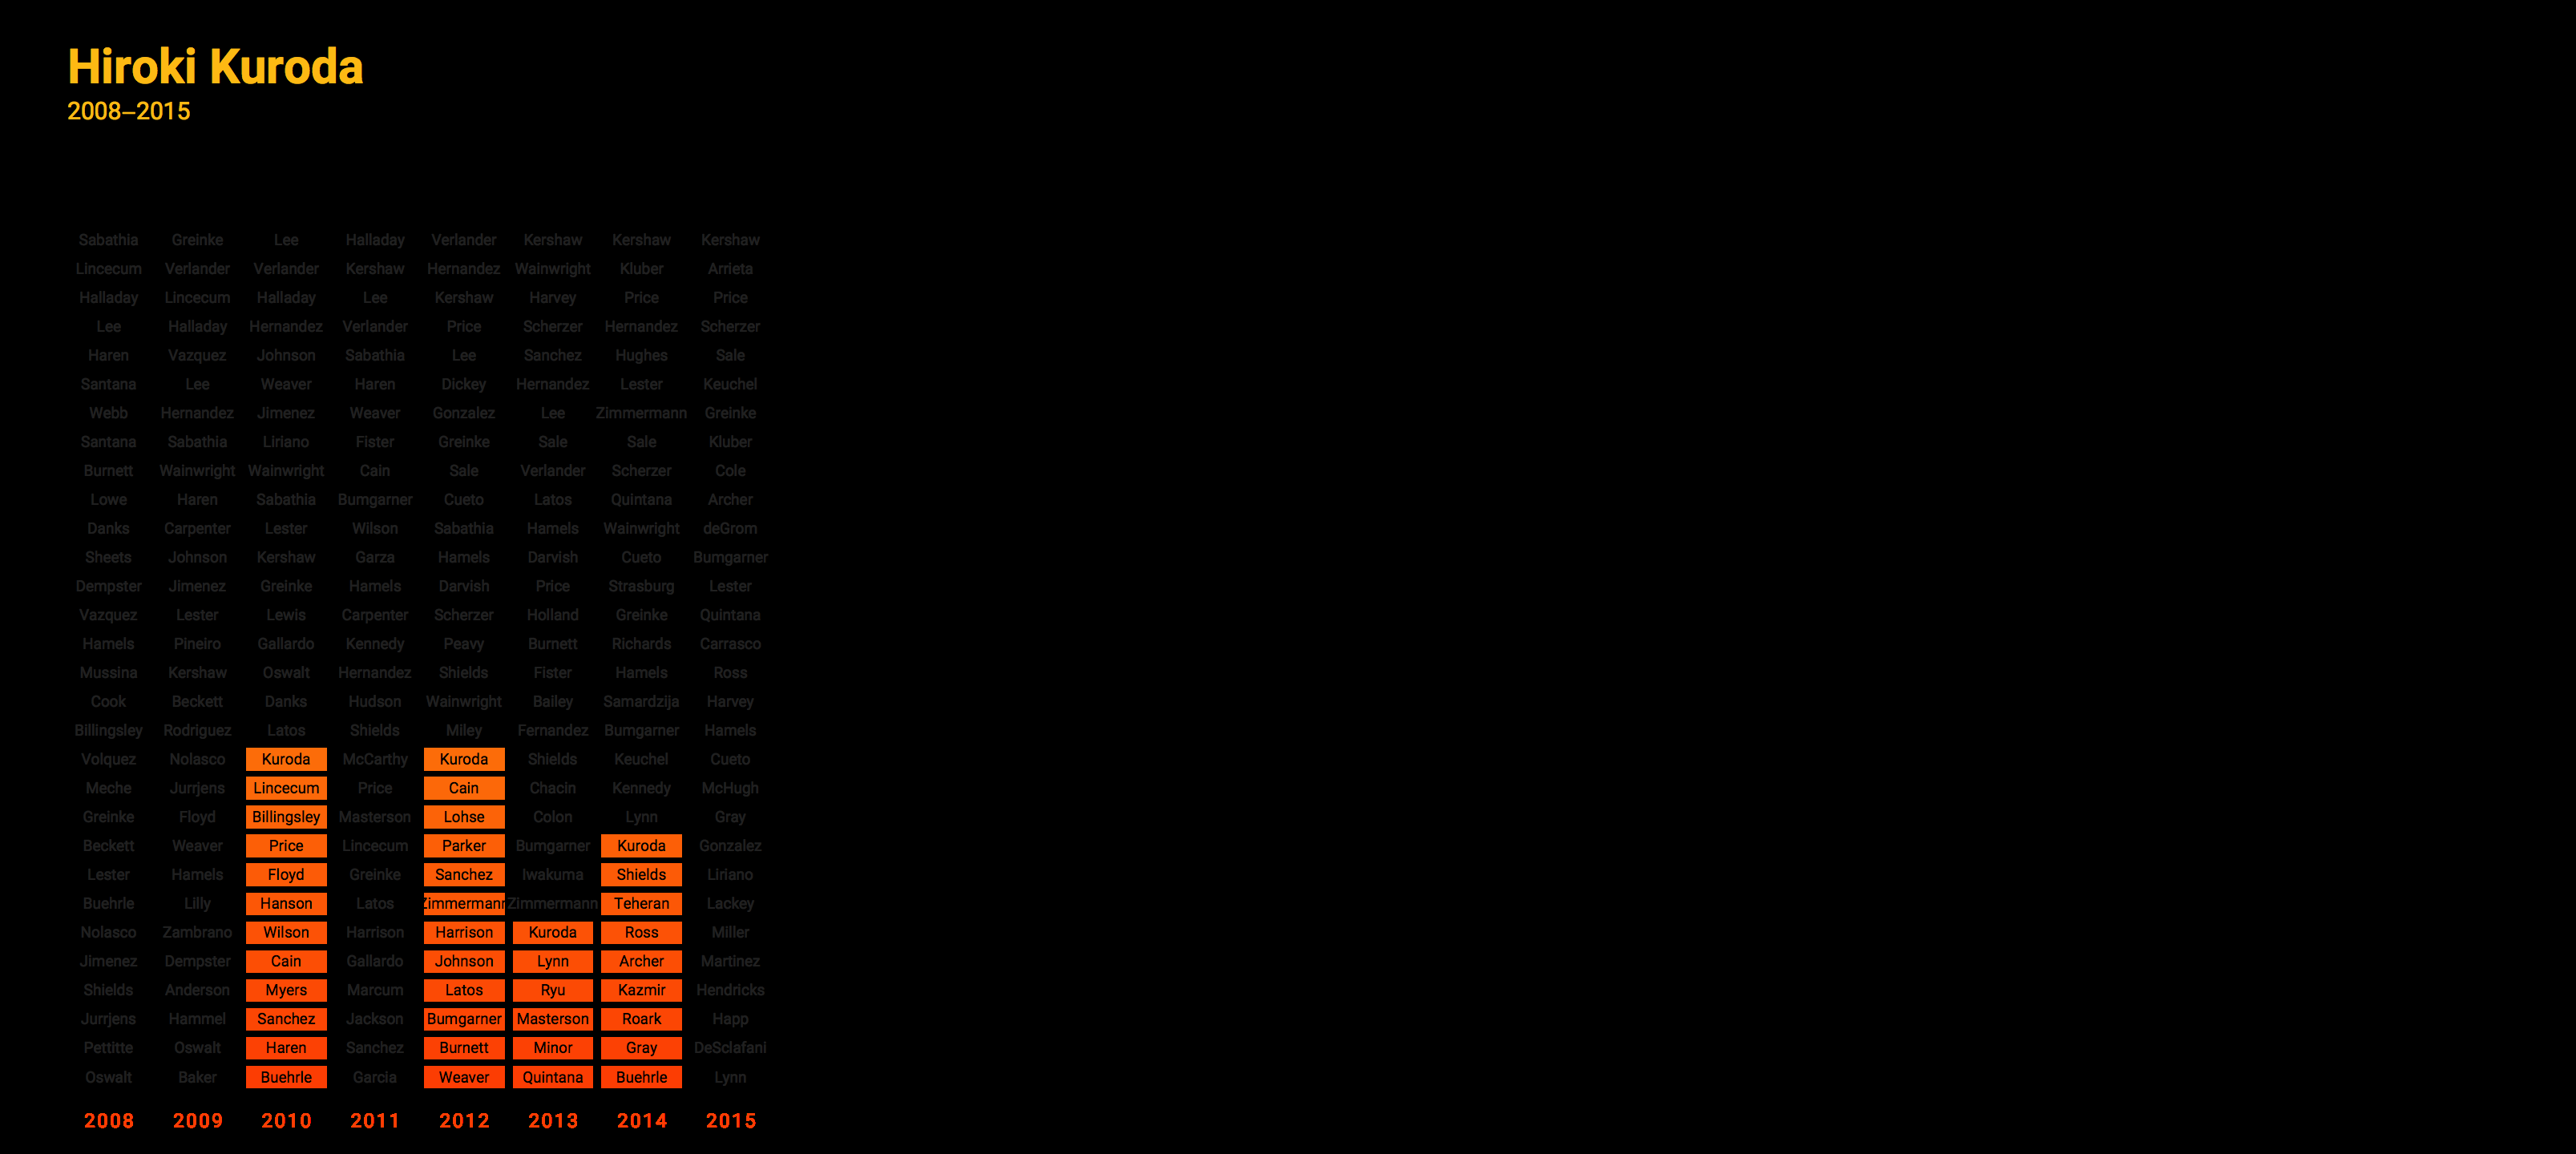 Hiroki Kuroda
2008–2015
Sabathia Greinke Lee Halladay Verlander Kershaw Kershaw Kershaw
Lincecum Verlander Verlander Kershaw Hernandez Wainwright Kluber Arrieta
Halladay Lincecum Halladay Lee Kershaw Harvey Price Price
Lee Halladay Hernandez Verlander Price Scherzer Hernandez Scherzer
Haren Vazquez Johnson Sabathia Lee Sanchez Hughes Sale
Santana Lee Weaver Haren Dickey Hernandez Lester Keuchel
Webb Hernandez Jimenez Weaver Gonzalez Lee Zimmermann Greinke
Santana Sabathia Liriano Fister Greinke Sale Sale Kluber
Burnett Wainwright Wainwright Cain Sale Verlander Scherzer Cole
Lowe Haren Sabathia Bumgarner Cueto Latos Quintana Archer
Danks Carpenter Lester Wilson Sabathia Hamels Wainwright deGrom
Sheets Johnson Kershaw Garza Hamels Darvish Cueto Bumgarner
Dempster Jimenez Greinke Hamels Darvish Price Strasburg Lester
Vazquez Lester Lewis Carpenter Scherzer Holland Greinke Quintana
Hamels Pineiro Gallardo Kennedy Peavy Burnett Richards Carrasco
Mussina Kershaw Oswalt Hernandez Shields Fister Hamels Ross
Cook Beckett Danks Hudson Wainwright Bailey Samardzija Harvey
Billingsley Rodriguez Latos Shields Miley Fernandez Bumgarner Hamels
Volquez Nolasco Kuroda McCarthy Kuroda Shields Keuchel Cueto
Meche Jurrjens Lincecum Price Cain Chacin Kennedy McHugh
Greinke Floyd Billingsley Masterson Lohse Colon Lynn Gray
Beckett Weaver Price Lincecum Parker Bumgarner Kuroda Gonzalez
Lester Hamels Floyd Greinke Sanchez Iwakuma Shields Liriano
Buehrle Lilly Hanson Latos Zimmermann Zimmermann Teheran Lackey
Nolasco Zambrano Wilson Harrison Harrison Kuroda Ross Miller
Jimenez Dempster Cain Gallardo Johnson Lynn Archer Martinez
Shields Anderson Myers Marcum Latos Ryu Kazmir Hendricks
Jurrjens Hammel Sanchez Jackson Bumgarner Masterson Roark Happ
Pettitte Oswalt Haren Sanchez Burnett Minor Gray DeSclafani
Oswalt Baker Buehrle Garcia Weaver Quintana Buehrle Lynn
2008 2009 2010 2011 2012 2013 2014 2015